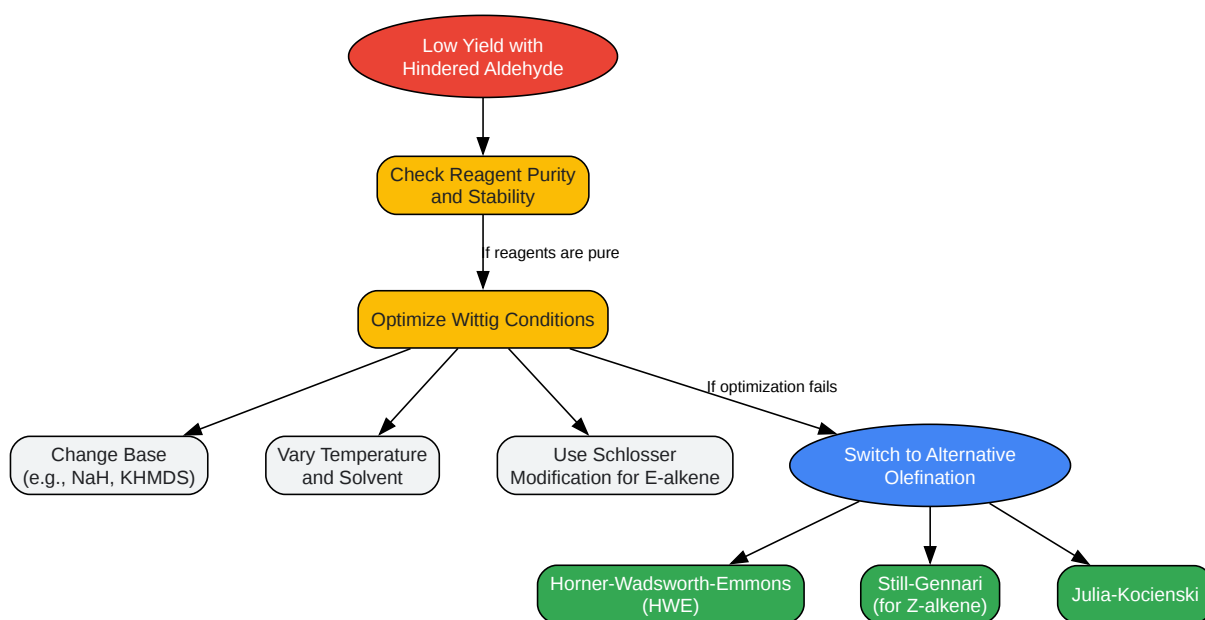 Low Yield with
Hindered Aldehyde
Check Reagent Purity
and Stability
If reagents are pure
Optimize Wittig Conditions
If optimization fails
Change Base
(e.g., NaH, KHMDS)
Vary Temperature
and Solvent
Use Schlosser
Modification for E-alkene
Switch to Alternative
Olefination
Horner-Wadsworth-Emmons
(HWE)
Still-Gennari
(for Z-alkene)
Julia-Kocienski